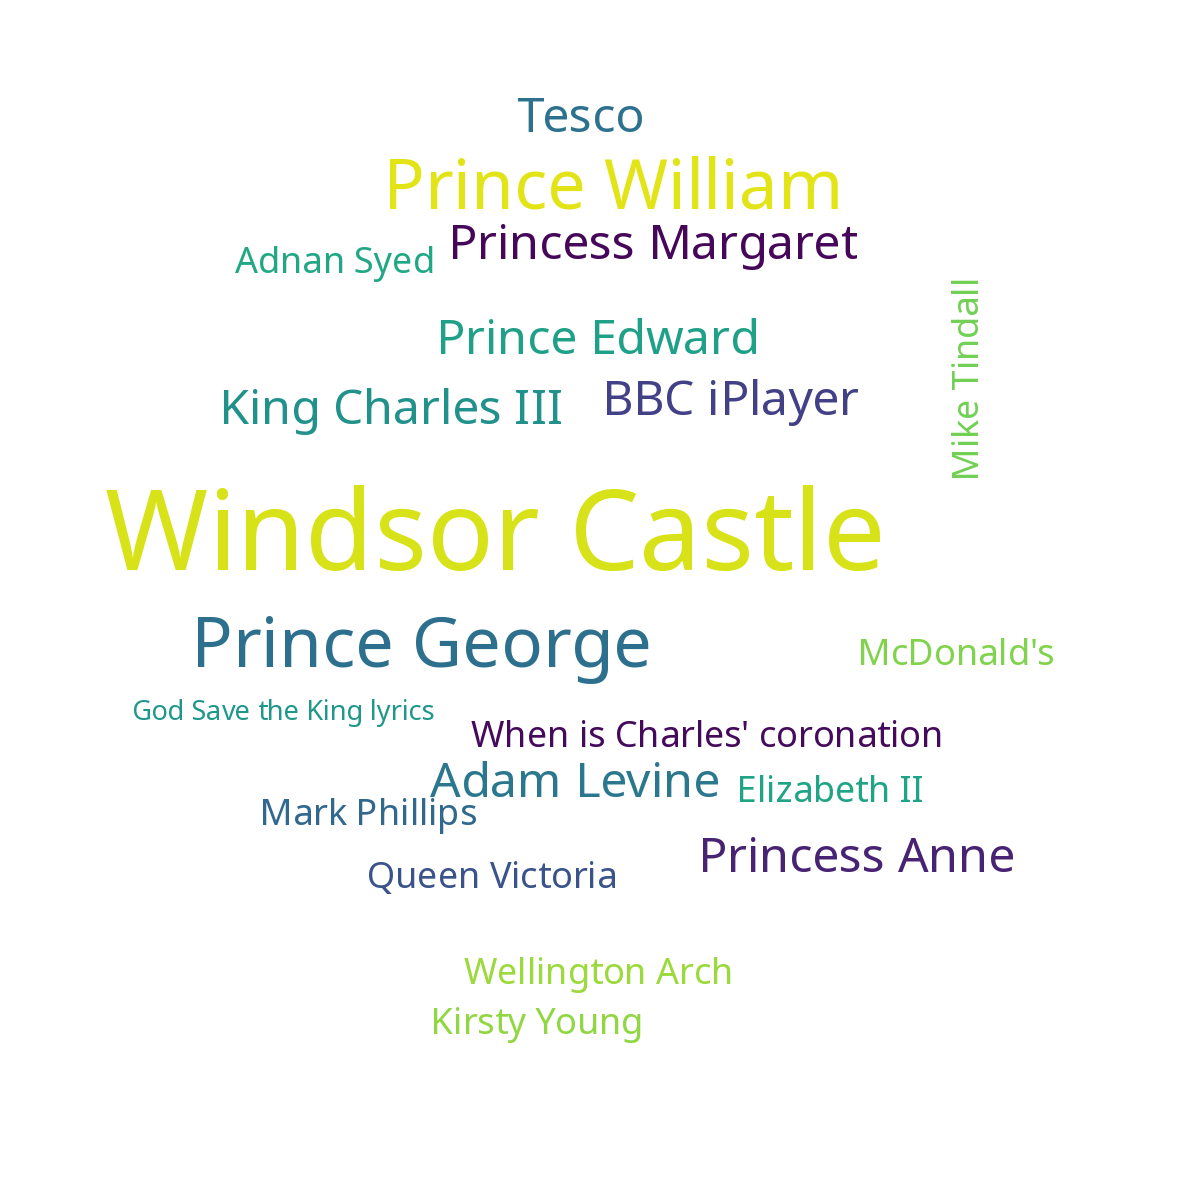 Tesco
Prince William
Princess Margaret
Adnan Syed
Mike Tindall
Prince Edward
BBC iPlayer
King Charles III
Windsor Castle
Prince George
McDonald's
God Save the King lyrics
When is Charles' coronation
Adam Levine
Elizabeth II
Mark Phillips
Princess Anne
Queen Victoria
Wellington Arch
Kirsty Young